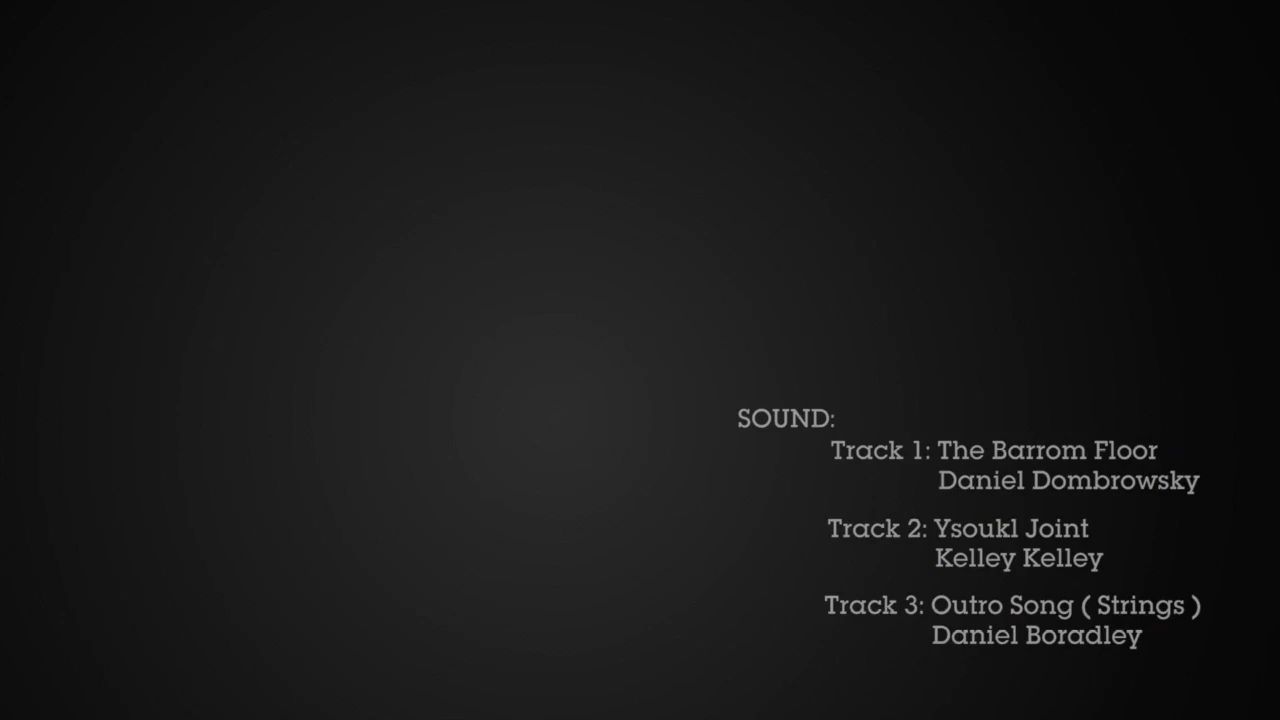 SOUND:
Track 1: The Barrom Floor
Daniel Dombrowsky
Track 2: Ysoukl Joint
Kelley Kelley
Track 3: Outro Song ( Strings )
Daniel Boradley